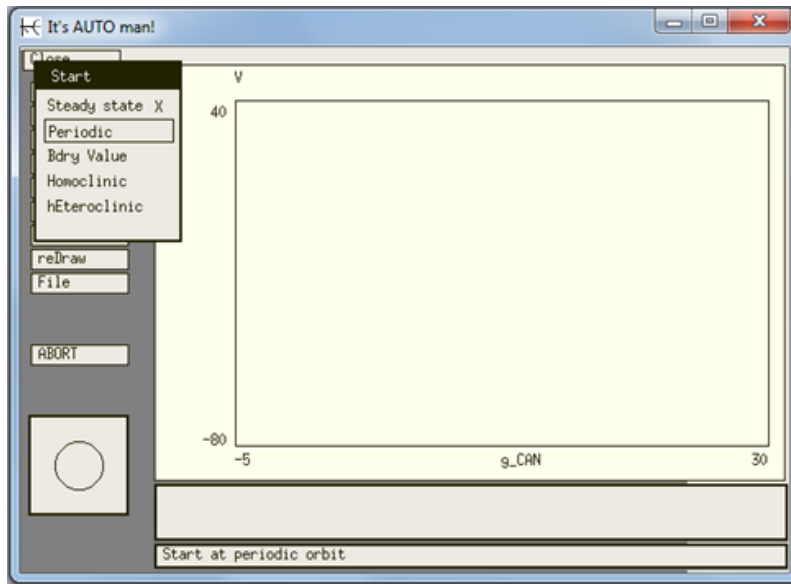 It's AUTO man!
Close
Start
Steady state X
Periodic
Bdry Value
Homoclinic
hEteroclinic
reDraw
File
ABORT
V
40
-80
-5
g_CAN
30
Start at periodic orbit